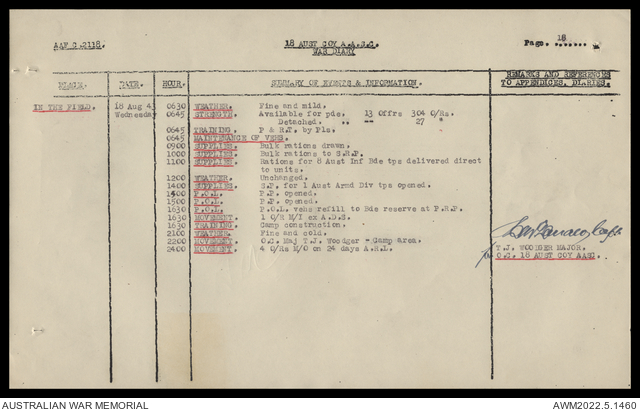 AAF C.2118.
18 AUST COY A.A.S.C.
WAR DIARY
Page. 18
PLACE. DATE. HOUR. SUMMARY OF EVENTS & INFORMATION. REMARKS AND REFERENCES
TO APPENDICES, DIARIES.
IN THE FIELD. 18 Aug 43 0630 WEATHER. Fine and mild.
Wednesday 0645 STRENGTH. Available for pde. 13 Offrs 304 O/Rs.
Detached. " -- 27 "
0645 TRAINING. P & R.T. by Pls.
0645 MAINTENANCE OF VEHS.
0900 SUPPLIES. Bulk rations drawn.
1000 SUPPLIES. Bulk rations to S.R.P.
1100 SUPPLIES. Rations for 8 Aust Inf Bde tps delivered direct
to units.
1200 WEATHER. Unchanged.
1400 SUPPLIES. S.P. for 1 Aust Armd Div tps opened.
1400 P.O.L. P.P. opened.
1500 P.O.L. P.P. opened.
1630 P.O.L. P.O.L. vehs refill to Bde reserve at P.R.P.
1630 MOVEMENT. 1 O/R M/I ex A.D.S.
1630 TRAINING. Camp construction.
2100 WEATHER. Fine and cold.
2200 MOVEMENT. O.C. Maj T.J. Woodger - Camp area.
2400 MOVEMENT. 4 O/Rs M/O on 24 days A.R.L.
T.J. WOODGER MAJOR.
O.C. 18 AUST COY AASC.
AUSTRALIAN WAR MEMORIAL
AWM2022.5.1460